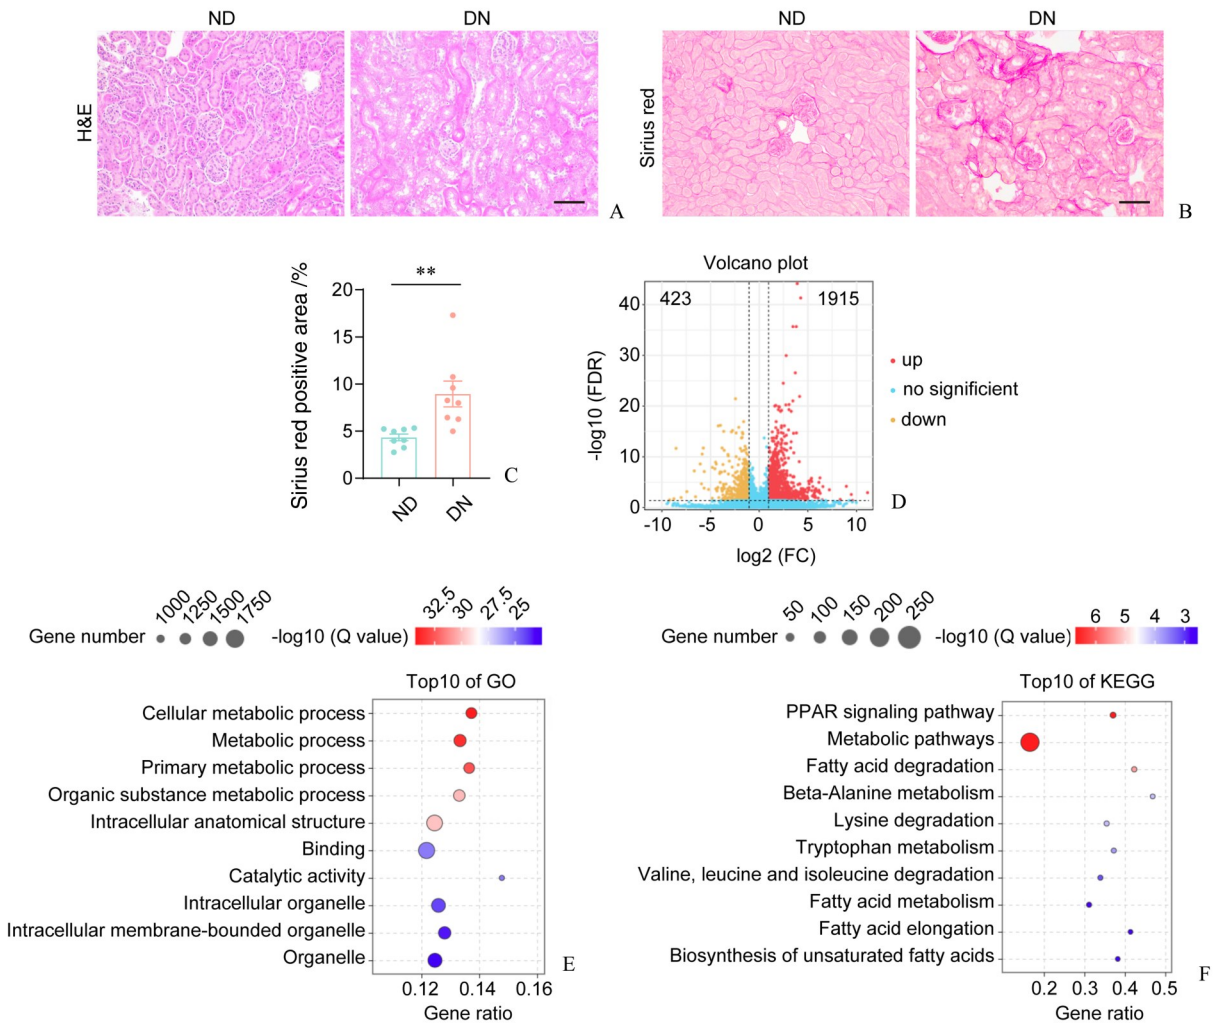 ND DN ND DN
H&E
Sirius red
A
B
Volcano plot
Sirius red positive area /%
20
15
10
5
0
**
ND DN
C
-log10 (FDR)
40
30
20
10
0
423 1915
-10 -5 0 5 10
log2 (FC)
up
no significient
down
D
Gene number 1000 1250 1500 1750 -log10 (Q value) 32.5 30 27.5 25
Gene number 50 100 150 200 250 -log10 (Q value) 6 5 4 3
Top10 of GO
Cellular metabolic process
Metabolic process
Primary metabolic process
Organic substance metabolic process
Intracellular anatomical structure
Binding
Catalytic activity
Intracellular organelle
Intracellular membrane-bounded organelle
Organelle
0.12 0.14 0.16
Gene ratio
E
Top10 of KEGG
PPAR signaling pathway
Metabolic pathways
Fatty acid degradation
Beta-Alanine metabolism
Lysine degradation
Tryptophan metabolism
Valine, leucine and isoleucine degradation
Fatty acid metabolism
Fatty acid elongation
Biosynthesis of unsaturated fatty acids
0.2 0.3 0.4 0.5
Gene ratio
F